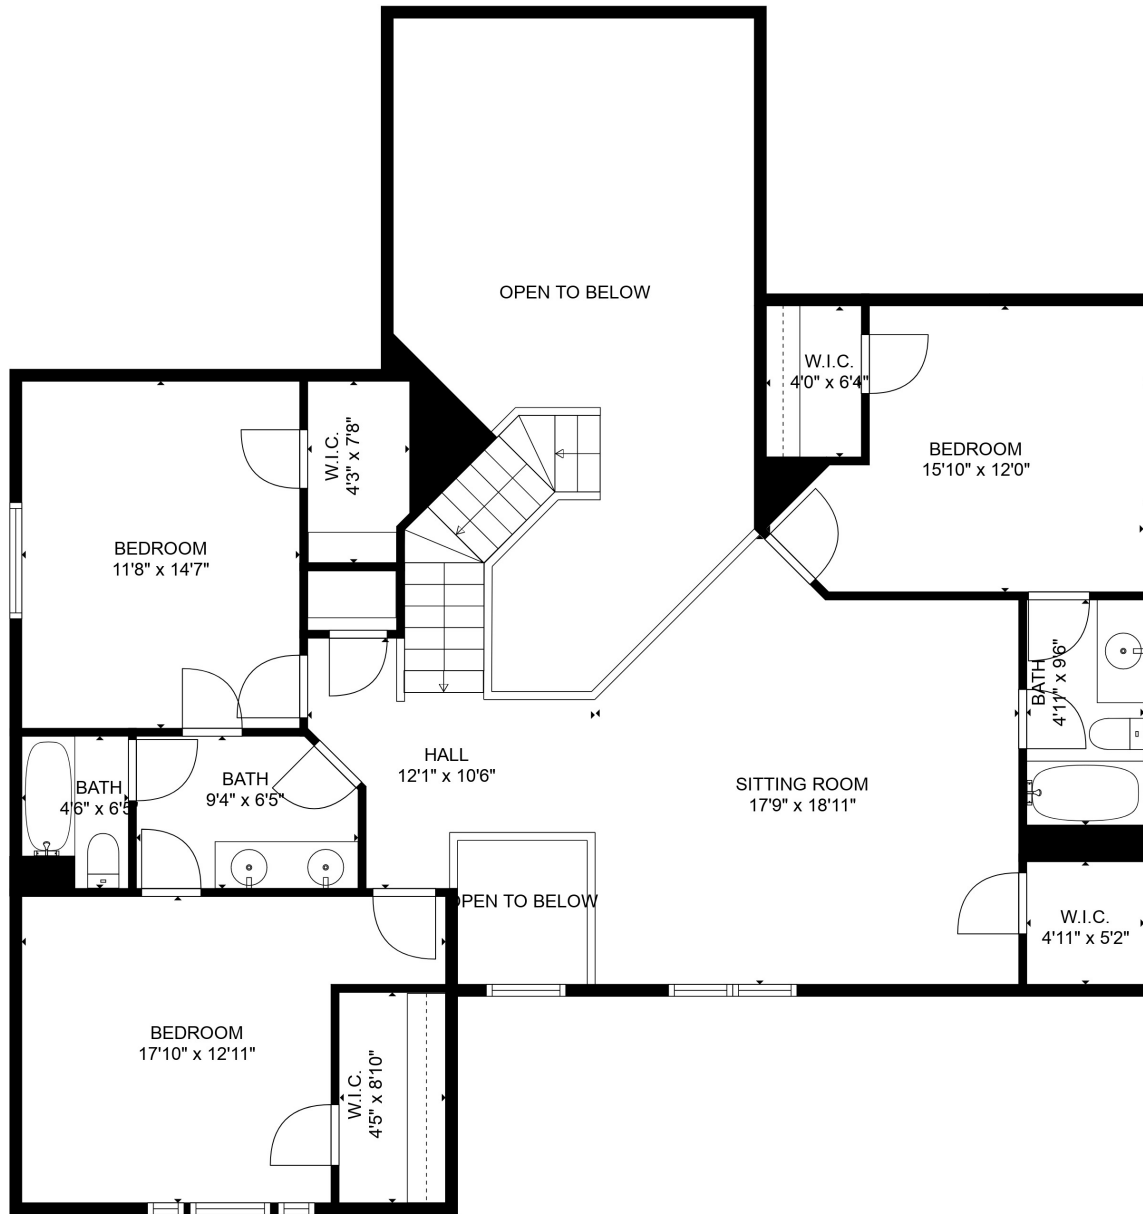 OPEN TO BELOW
W.I.C.
4'0" x 6'4"
BEDROOM
15'10" x 12'0"
W.I.C.
4'3" x 7'8"
BEDROOM
11'8" x 14'7"
BATH
4'11" x 9'6"
HALL
12'1" x 10'6"
BATH
4'6" x 6'5
BATH
9'4" x 6'5"
SITTING ROOM
17'9" x 18'11"
OPEN TO BELOW
W.I.C.
4'11" x 5'2"
BEDROOM
17'10" x 12'11"
W.I.C.
4'5" x 8'10"